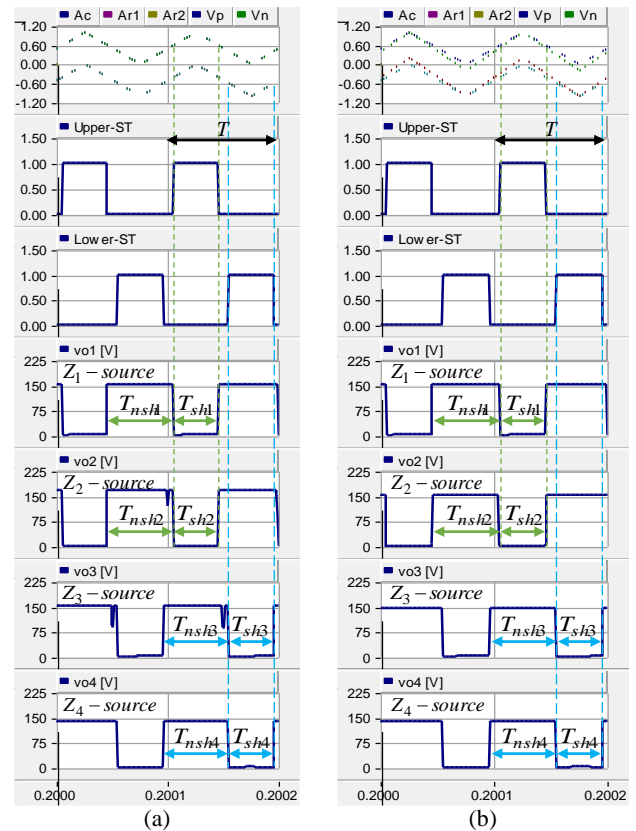 Ac Ar1 Ar2 Vp Vn
1.20
0.60
0.00
-0.60
-1.20
Upper-ST
T
1.50
1.00
0.50
0.00
Lower-ST
1.50
1.00
0.50
0.00
vo1 [V]
225
150
75
0
Z1 – source
Tnsh1 Tsh1
vo2 [V]
225
150
75
0
Z2 – source
Tnsh2 Tsh2
vo3 [V]
225
150
75
0
Z3 – source
Tnsh3 Tsh3
vo4 [V]
225
150
75
0
Z4 – source
Tnsh4 Tsh4
0.2000 0.2001 0.2002
(a)
Ac Ar1 Ar2 Vp Vn
1.20
0.60
0.00
-0.60
-1.20
Upper-ST
T
1.50
1.00
0.50
0.00
Lower-ST
1.50
1.00
0.50
0.00
vo1 [V]
225
150
75
0
Z1 – source
Tnsh1 Tsh1
vo2 [V]
225
150
75
0
Z2 – source
Tnsh2 Tsh2
vo3 [V]
225
150
75
0
Z3 – source
Tnsh3 Tsh3
vo4 [V]
225
150
75
0
Z4 – source
Tnsh4 Tsh4
0.2000 0.2001 0.2002
(b)